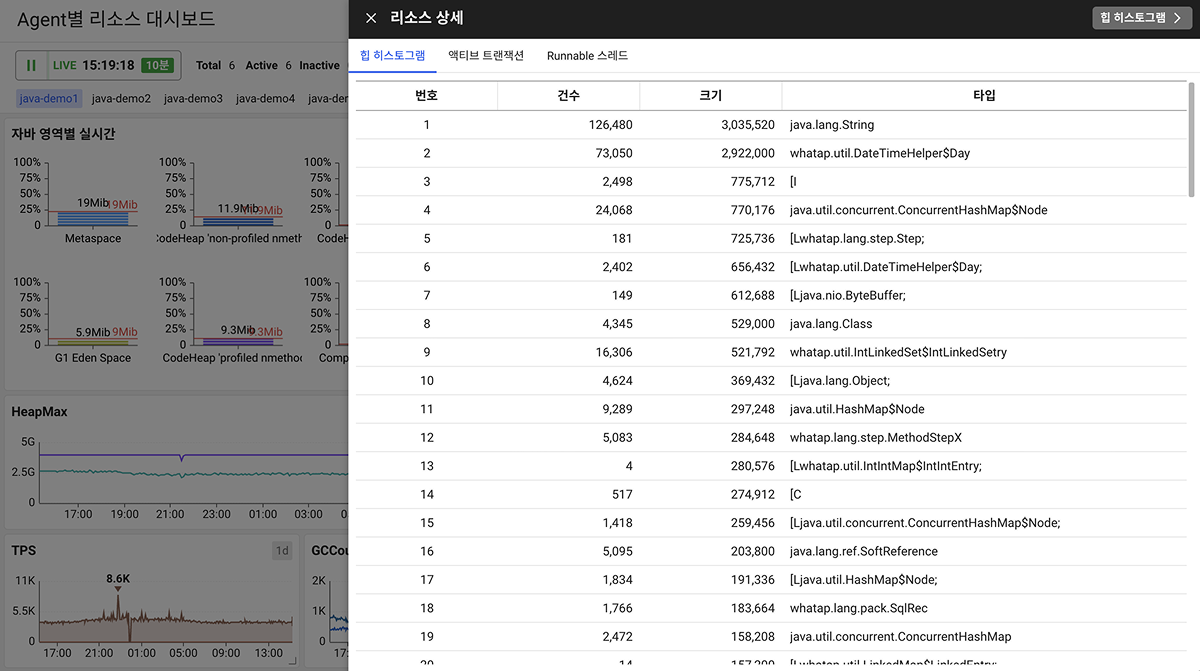 Agent별 리소스 대시보드
LIVE 15:19:18 10분 Total 6 Active 6 Inactive
java-demo1 java-demo2 java-demo3 java-demo4 java-der
자바 영역별 실시간
100% 100% 100%
75% 75% 75%
50% 50% 50%
25% 25% 25%
0 0 0
19Mib 9Mib 11.9Mib 9Mib
Metaspace CodeHeap 'non-profiled nmeth CodeH
100% 100% 100%
75% 75% 75%
50% 50% 50%
25% 25% 25%
0 0 0
5.9Mib 9Mib 9.3Mib 3Mib
G1 Eden Space CodeHeap 'profiled nmethod Comp
HeapMax
5G
2.5G
0
17:00 19:00 21:00 23:00 01:00 03:00
TPS 1d
11K
5.5K
0
8.6K
17:00 21:00 01:00 05:00 09:00 13:00
GCCou
2K
1K
0
17:
리소스 상세
힙 히스토그램
힙 히스토그램 액티브 트랜잭션 Runnable 스레드
번호 건수 크기 타입
1 126,480 3,035,520 java.lang.String
2 73,050 2,922,000 whatap.util.DateTimeHelper$Day
3 2,498 775,712 [I
4 24,068 770,176 java.util.concurrent.ConcurrentHashMap$Node
5 181 725,736 [Lwhatap.lang.step.Step;
6 2,402 656,432 [Lwhatap.util.DateTimeHelper$Day;
7 149 612,688 [Ljava.nio.ByteBuffer;
8 4,345 529,000 java.lang.Class
9 16,306 521,792 whatap.util.IntLinkedSet$IntLinkedSetry
10 4,624 369,432 [Ljava.lang.Object;
11 9,289 297,248 java.util.HashMap$Node
12 5,083 284,648 whatap.lang.step.MethodStepX
13 4 280,576 [Lwhatap.util.IntIntMap$IntIntEntry;
14 517 274,912 [C
15 1,418 259,456 [Ljava.util.concurrent.ConcurrentHashMap$Node;
16 5,095 203,800 java.lang.ref.SoftReference
17 1,834 191,336 [Ljava.util.HashMap$Node;
18 1,766 183,664 whatap.lang.pack.SqlRec
19 2,472 158,208 java.util.concurrent.ConcurrentHashMap